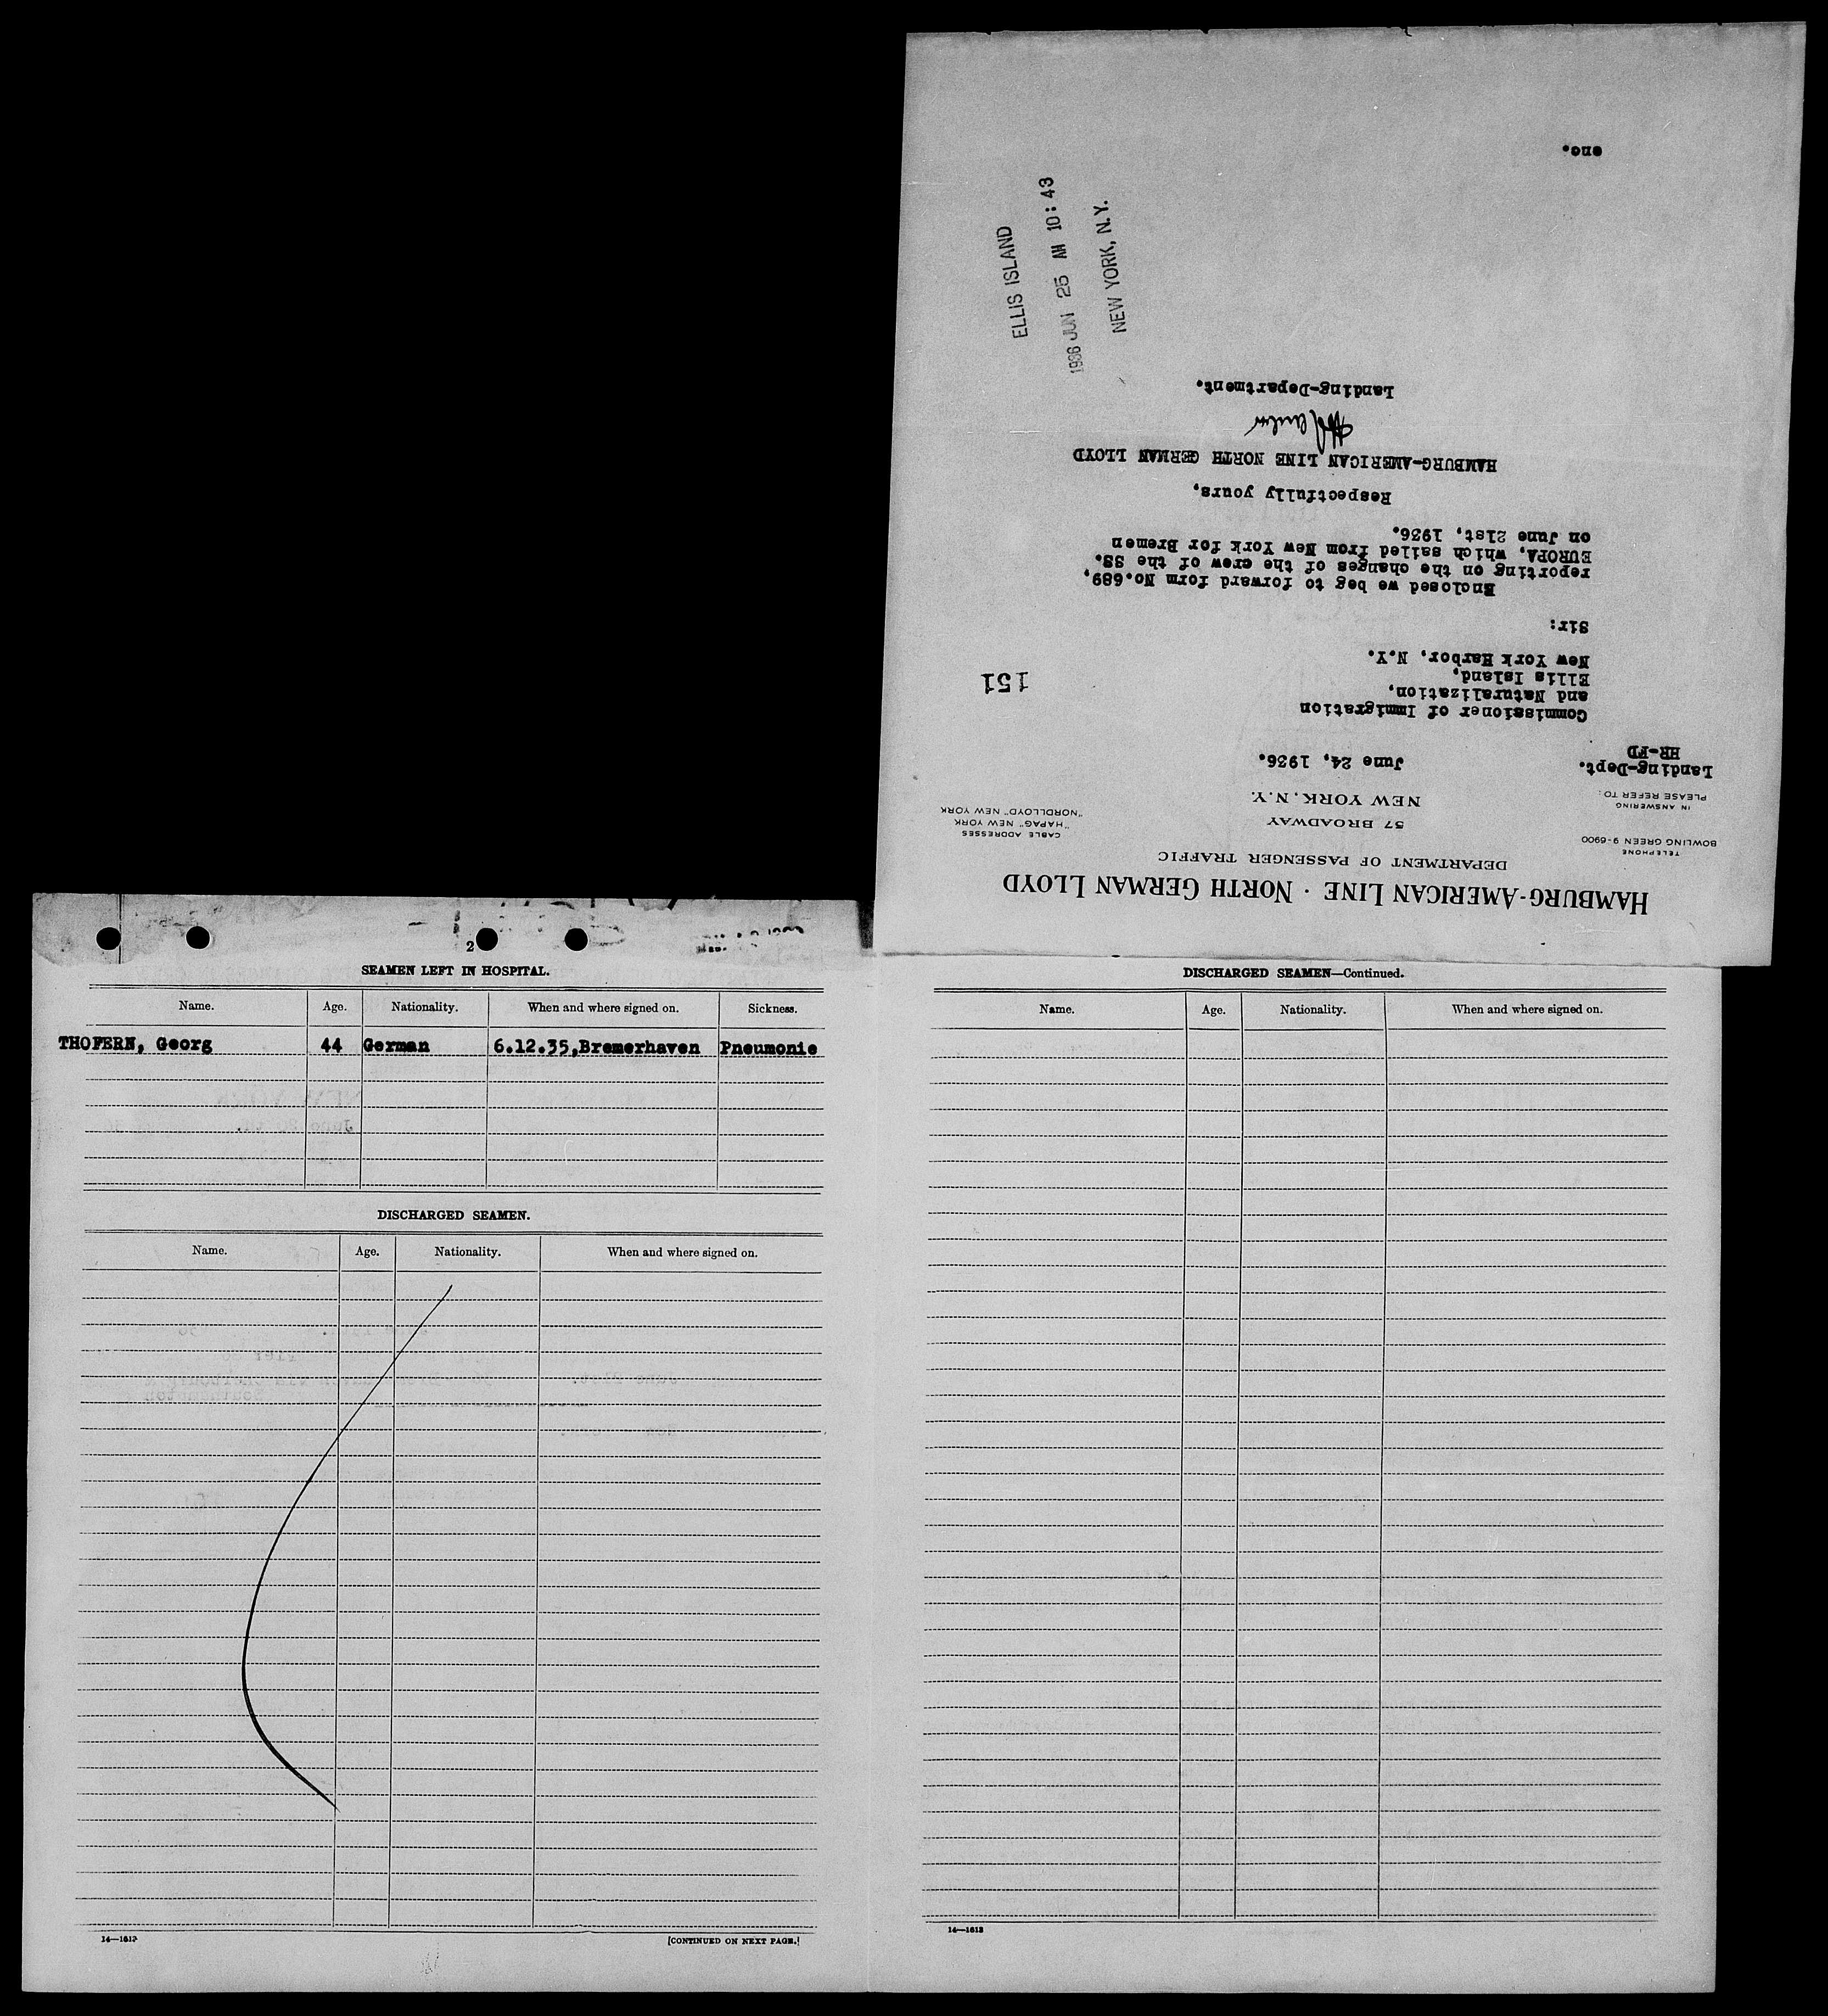 HAMBURG-AMERICAN LINE · NORTH GERMAN LLOYD
DEPARTMENT OF PASSENGER TRAFFIC
57 BROADWAY
NEW YORK, N.Y.
TELEPHONE
BOWLING GREEN 9-6900
IN ANSWERING
PLEASE REFER TO:
Landing-Dept.
HR-FD
CABLE ADDRESSES
"HAPAG" NEW YORK
"NORDLLOYD" NEW YORK
June 24, 1936.
Commissioner of Immigration
and Naturalization,
Ellis Island,
New York Harbor, N.Y.
151
Sir:
Enclosed we beg to forward form No.689,
reporting on the changes of the crew of the SS.
EUROPA, which sailed from New York for Bremen
on June 21st, 1936.
Respectfully yours,
HAMBURG-AMERICAN LINE NORTH GERMAN LLOYD
Landing-Department.
enc.
ELLIS ISLAND
1936 JUN 25 AM 10:43
NEW YORK, N.Y.
2
SEAMEN LEFT IN HOSPITAL.
Name. Age. Nationality. When and where signed on. Sickness.
THOFERN, Georg 44 German 6.12.35,Bremerhaven Pneumonie
DISCHARGED SEAMEN.
Name. Age. Nationality. When and where signed on.
14—1613
[CONTINUED ON NEXT PAGE.]
DISCHARGED SEAMEN—Continued.
Name. Age. Nationality. When and where signed on.
14—1613